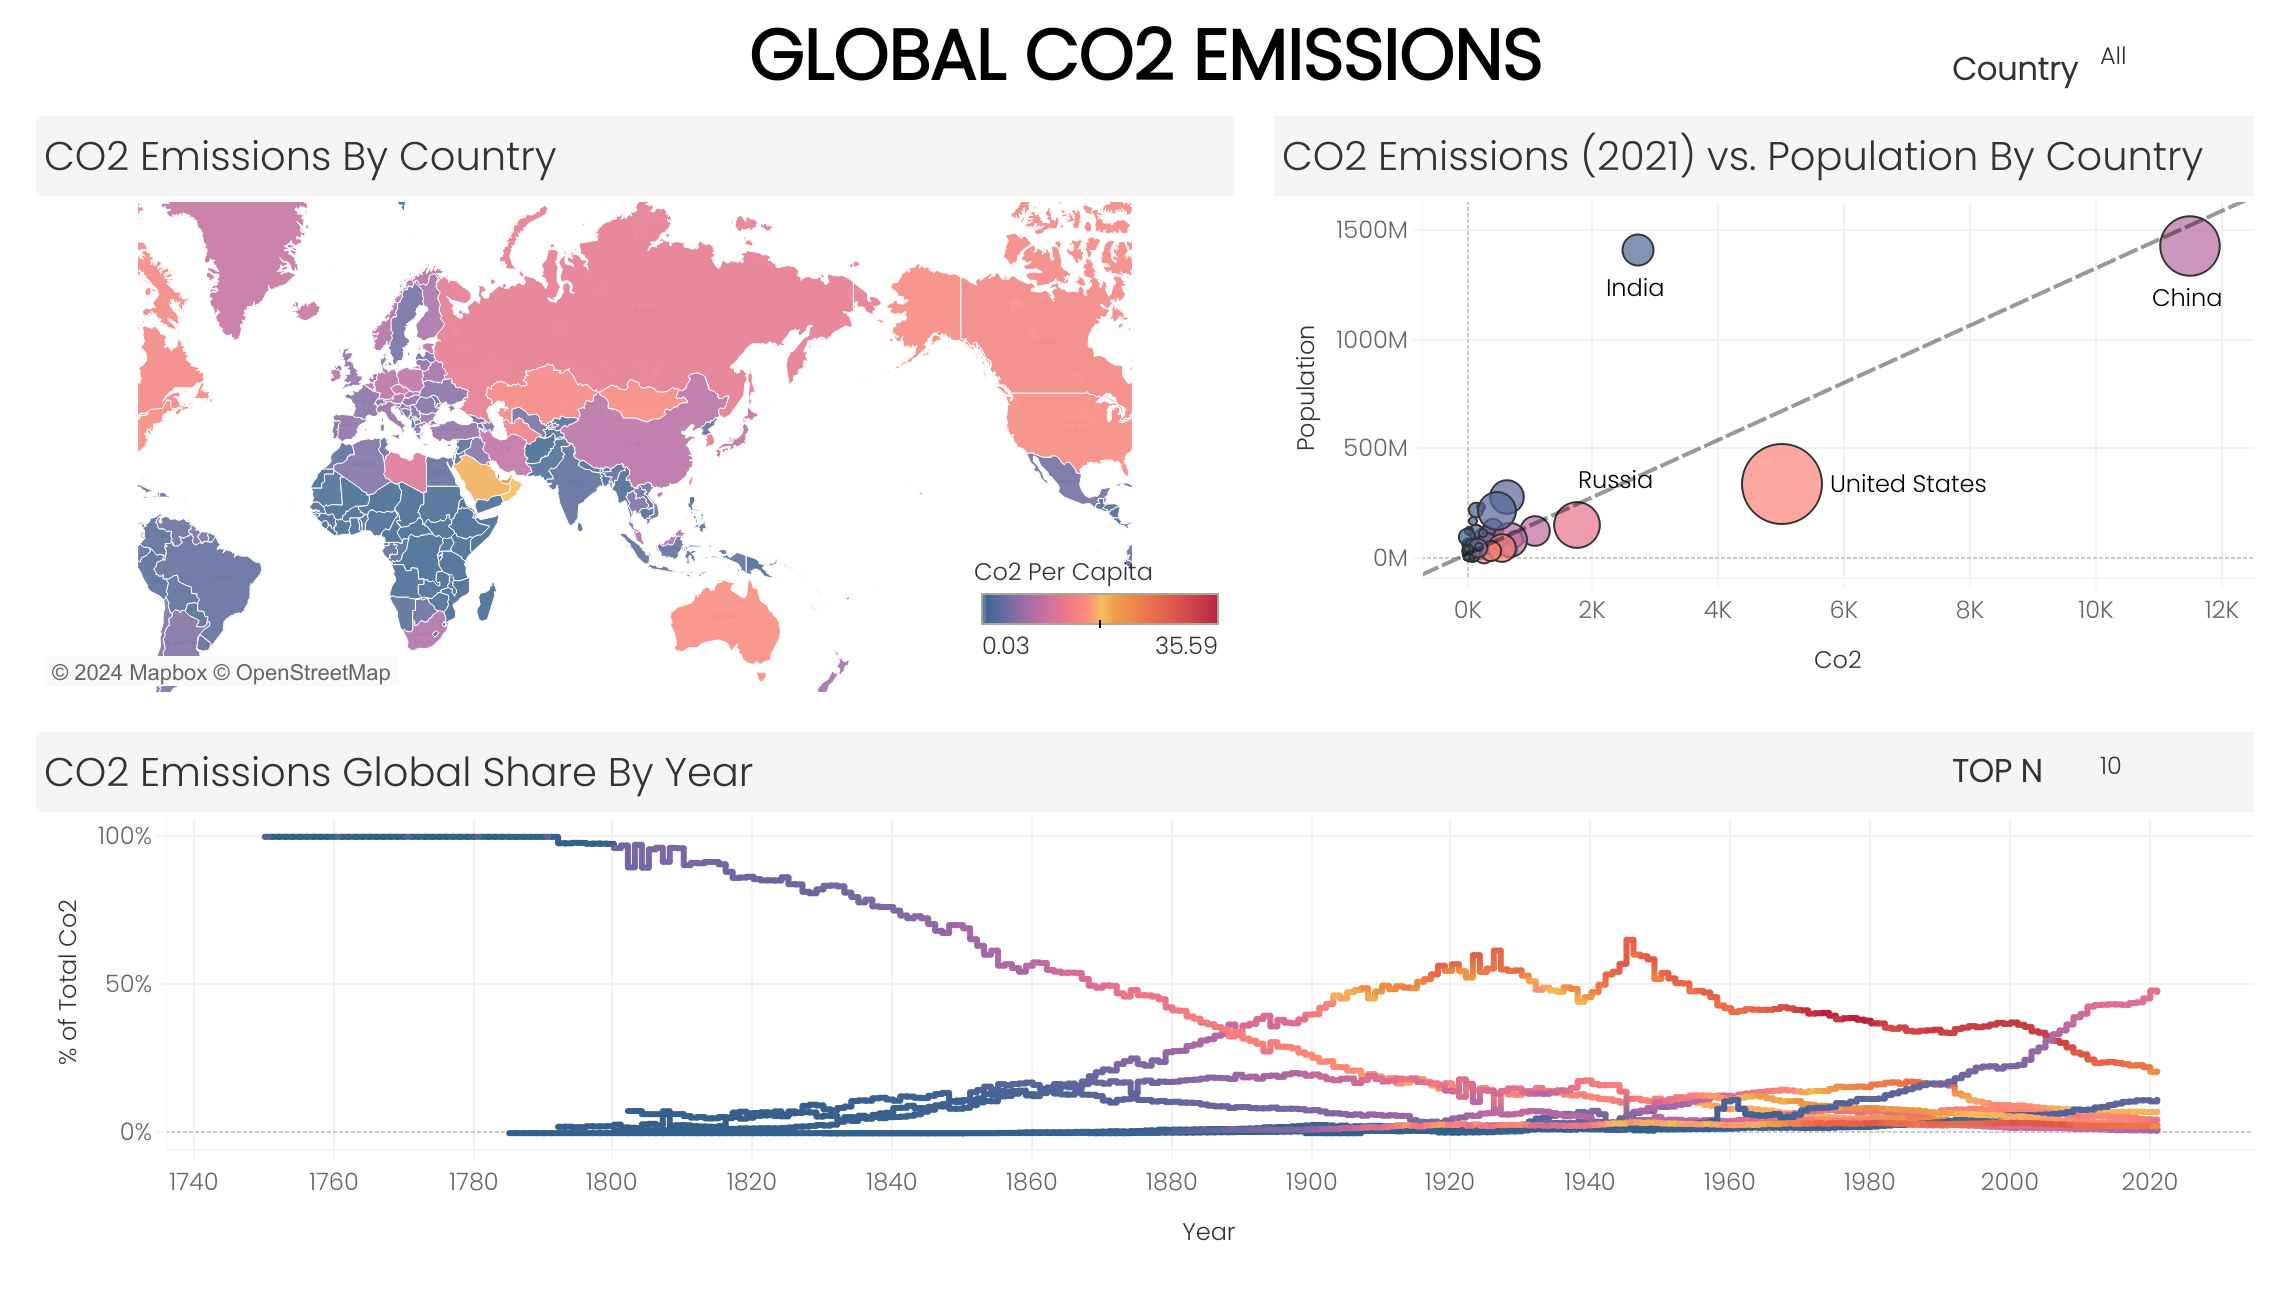 GLOBAL CO2 EMISSIONS
Country All
CO2 Emissions By Country
Co2 Per Capita
0.03 35.59
© 2024 Mapbox © OpenStreetMap
CO2 Emissions (2021) vs. Population By Country
Population
1500M
1000M
500M
0M
India
China
Russia
United States
0K 2K 4K 6K 8K 10K 12K
Co2
CO2 Emissions Global Share By Year
TOP N 10
% of Total Co2
100%
50%
0%
1740 1760 1780 1800 1820 1840 1860 1880 1900 1920 1940 1960 1980 2000 2020
Year